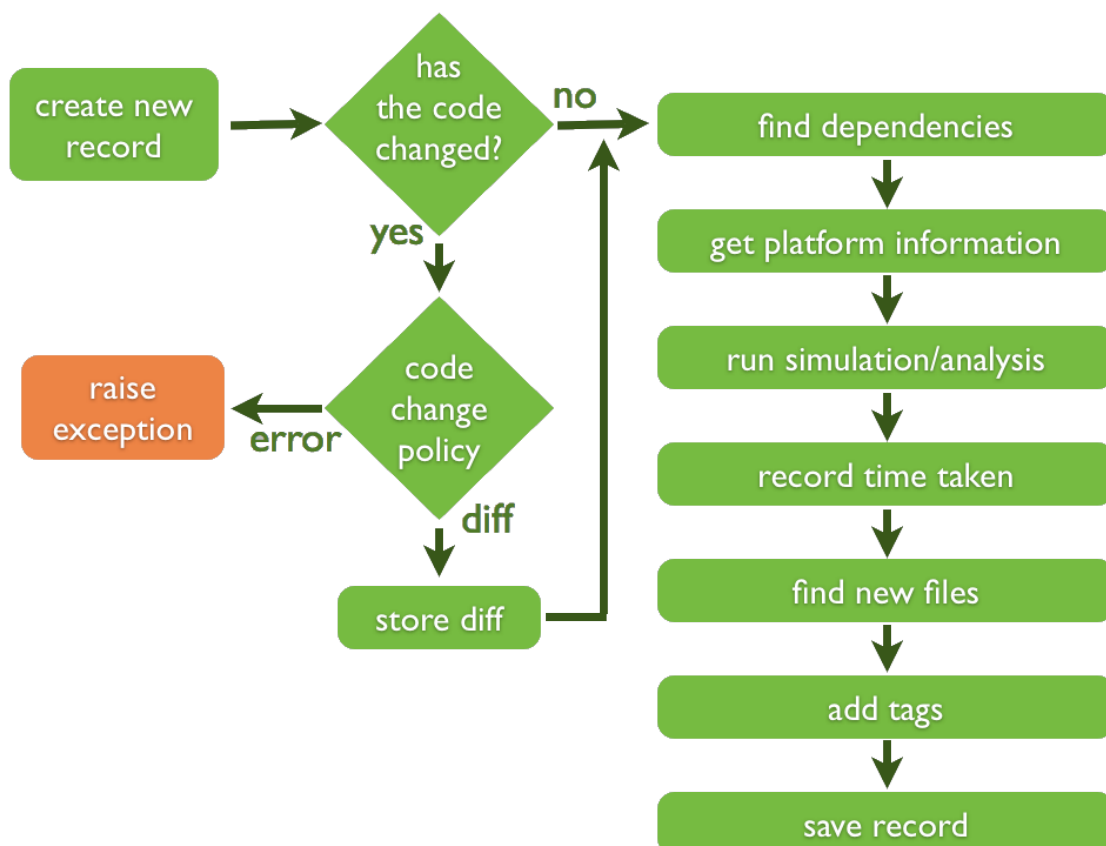 create new
record
has
the code
changed?
no
yes
code
change
policy
error
raise
exception
diff
store diff
find dependencies
get platform information
run simulation/analysis
record time taken
find new files
add tags
save record